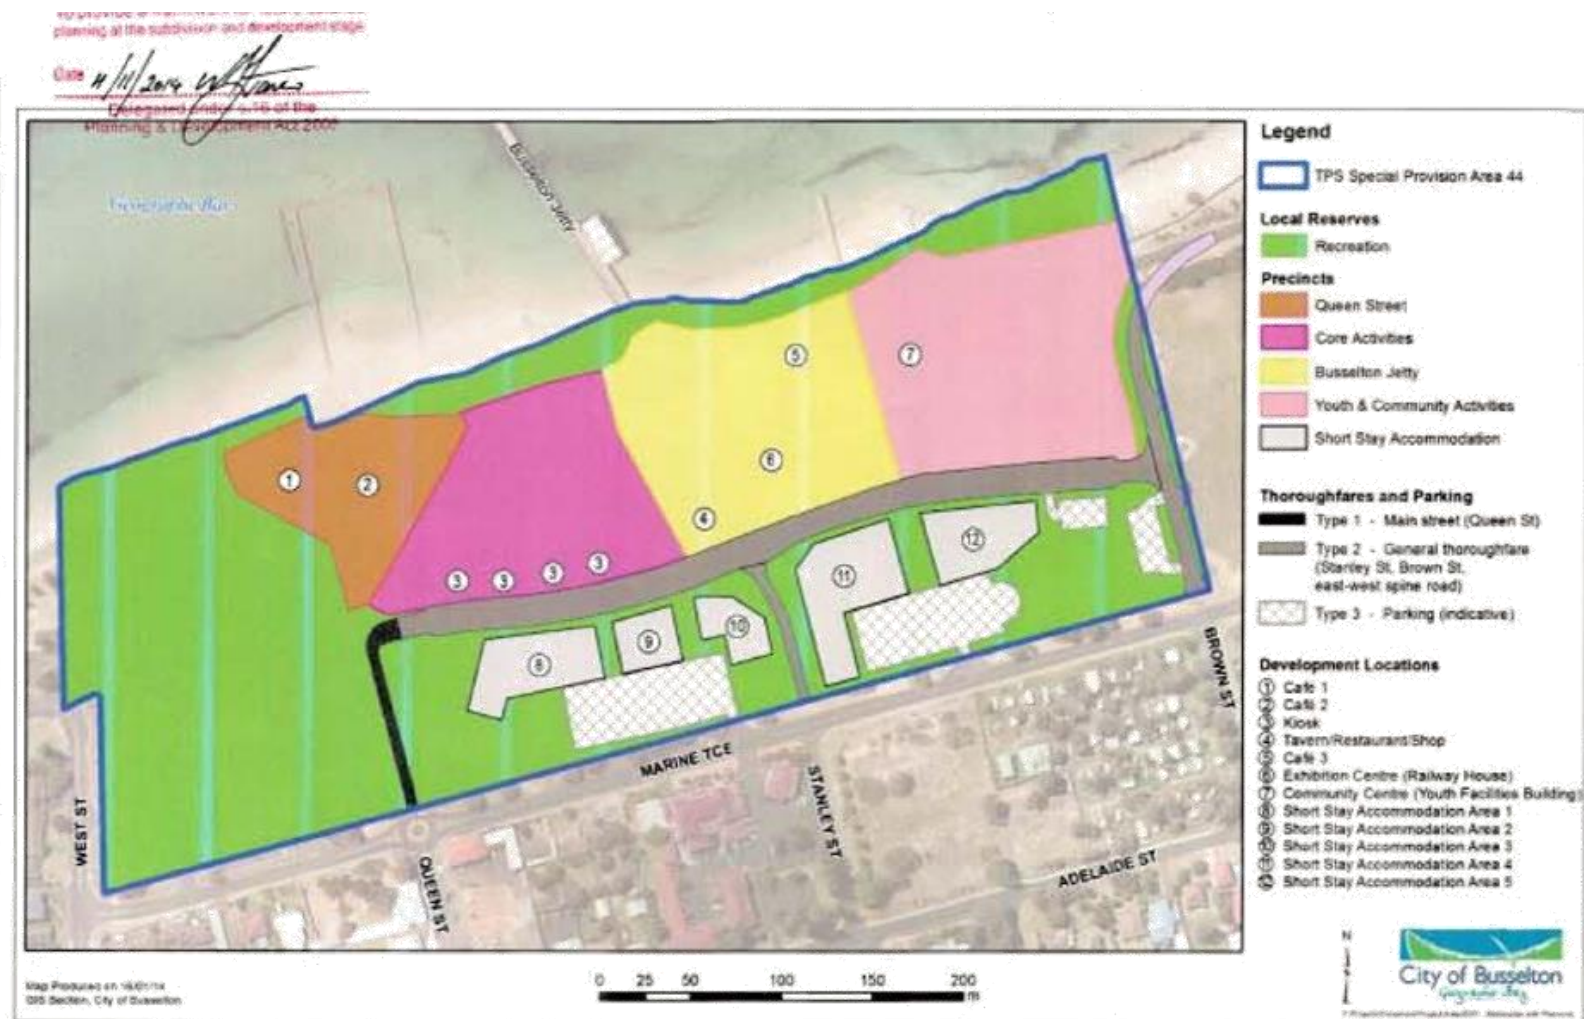 planning at the subdivision and development stage
Date 11/11/2014
Delegated under s.16 of the
Planning & Development Act 2005
Geographe Bay
Busselton Jetty
1
2
3
3
3
3
4
5
6
7
8
9
10
11
12
WEST ST
QUEEN ST
MARINE TCE
STANLEY ST
ADELAIDE ST
BROWN ST
Legend
TPS Special Provision Area 44
Local Reserves
Recreation
Precincts
Queen Street
Core Activities
Busselton Jetty
Youth & Community Activities
Short Stay Accommodation
Thoroughfares and Parking
Type 1 - Main street (Queen St)
Type 2 - General thoroughfare
(Stanley St, Brown St,
east-west spine road)
Type 3 - Parking (indicative)
Development Locations
1 Café 1
2 Café 2
3 Kiosk
4 Tavern/Restaurant/Shop
5 Café 3
6 Exhibition Centre (Railway House)
7 Community Centre (Youth Facilities Building)
8 Short Stay Accommodation Area 1
9 Short Stay Accommodation Area 2
10 Short Stay Accommodation Area 3
11 Short Stay Accommodation Area 4
12 Short Stay Accommodation Area 5
Map Produced on 16/01/14
GIS Section, City of Busselton
0 25 50 100 150 200
m
N
City of Busselton
Geographe Bay